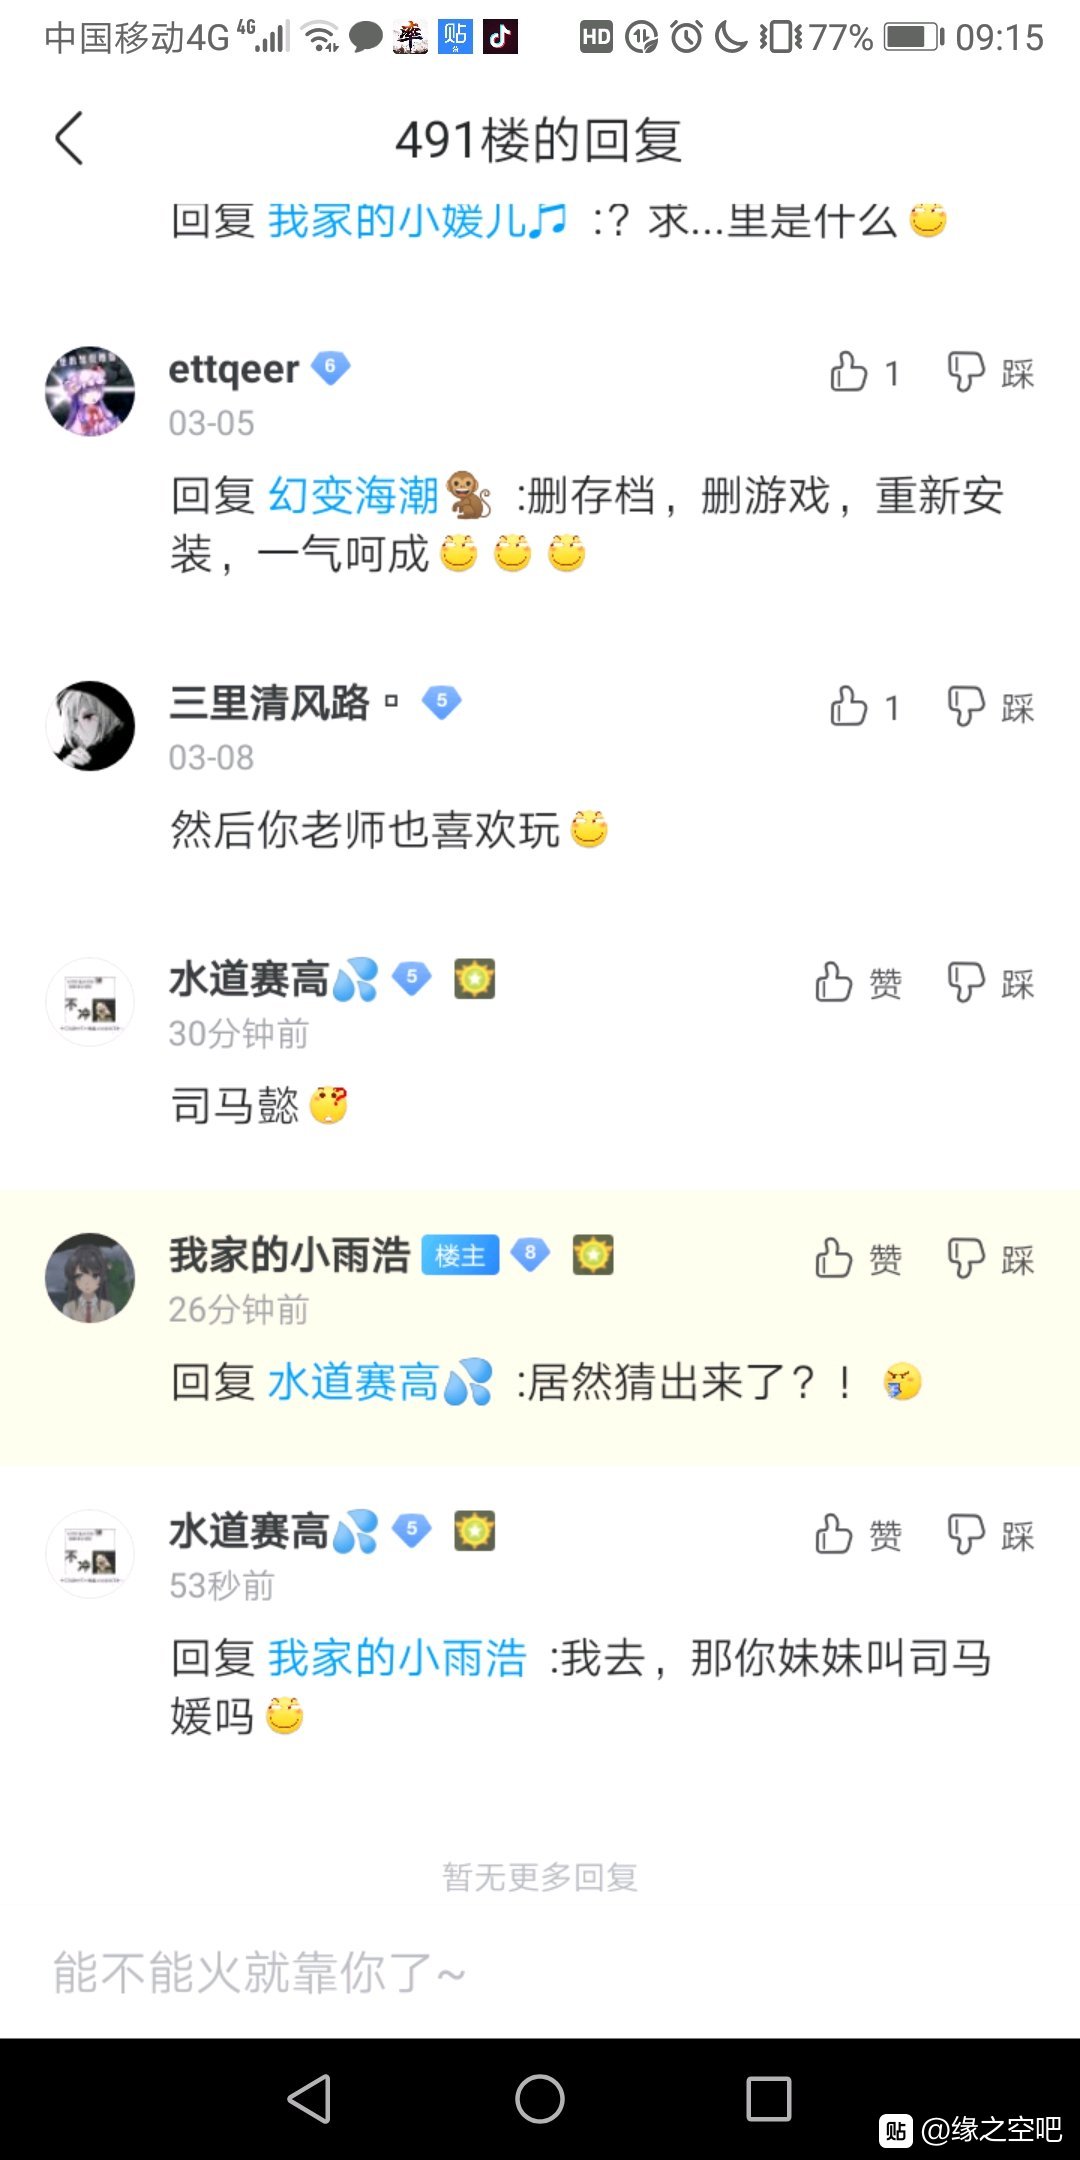 中国移动4G 4G 率 贴 HD 77% 09:15
491楼的回复
回复 我家的小媛儿🎵 :? 求...里是什么
ettqeer 6
1 踩
03-05
回复 幻变海潮🐒 :删存档，删游戏，重新安
装，一气呵成
三里清风路▫ 5
1 踩
03-08
然后你老师也喜欢玩
水道赛高💦 5
赞 踩
30分钟前
司马懿
我家的小雨浩 楼主 8
赞 踩
26分钟前
回复 水道赛高💦 :居然猜出来了？！
不冲
水道赛高💦 5
赞 踩
53秒前
回复 我家的小雨浩 :我去，那你妹妹叫司马
媛吗
暂无更多回复
能不能火就靠你了~
贴 @缘之空吧